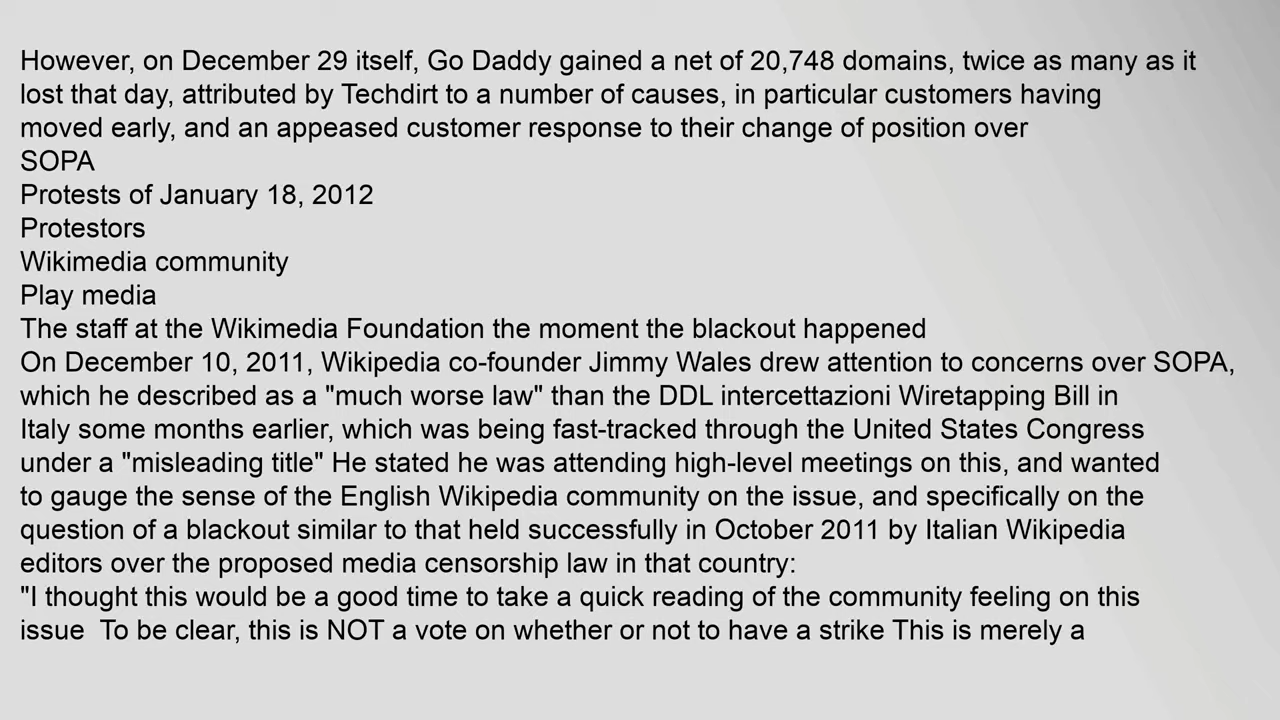 However, on December 29 itself, Go Daddy gained a net of 20,748 domains, twice as many as it
lost that day, attributed by Techdirt to a number of causes, in particular customers having
moved early, and an appeased customer response to their change of position over
SOPA
Protests of January 18, 2012
Protestors
Wikimedia community
Play media
The staff at the Wikimedia Foundation the moment the blackout happened
On December 10, 2011, Wikipedia co-founder Jimmy Wales drew attention to concerns over SOPA,
which he described as a "much worse law" than the DDL intercettazioni Wiretapping Bill in
Italy some months earlier, which was being fast-tracked through the United States Congress
under a "misleading title" He stated he was attending high-level meetings on this, and wanted
to gauge the sense of the English Wikipedia community on the issue, and specifically on the
question of a blackout similar to that held successfully in October 2011 by Italian Wikipedia
editors over the proposed media censorship law in that country:
"I thought this would be a good time to take a quick reading of the community feeling on this
issue  To be clear, this is NOT a vote on whether or not to have a strike This is merely a